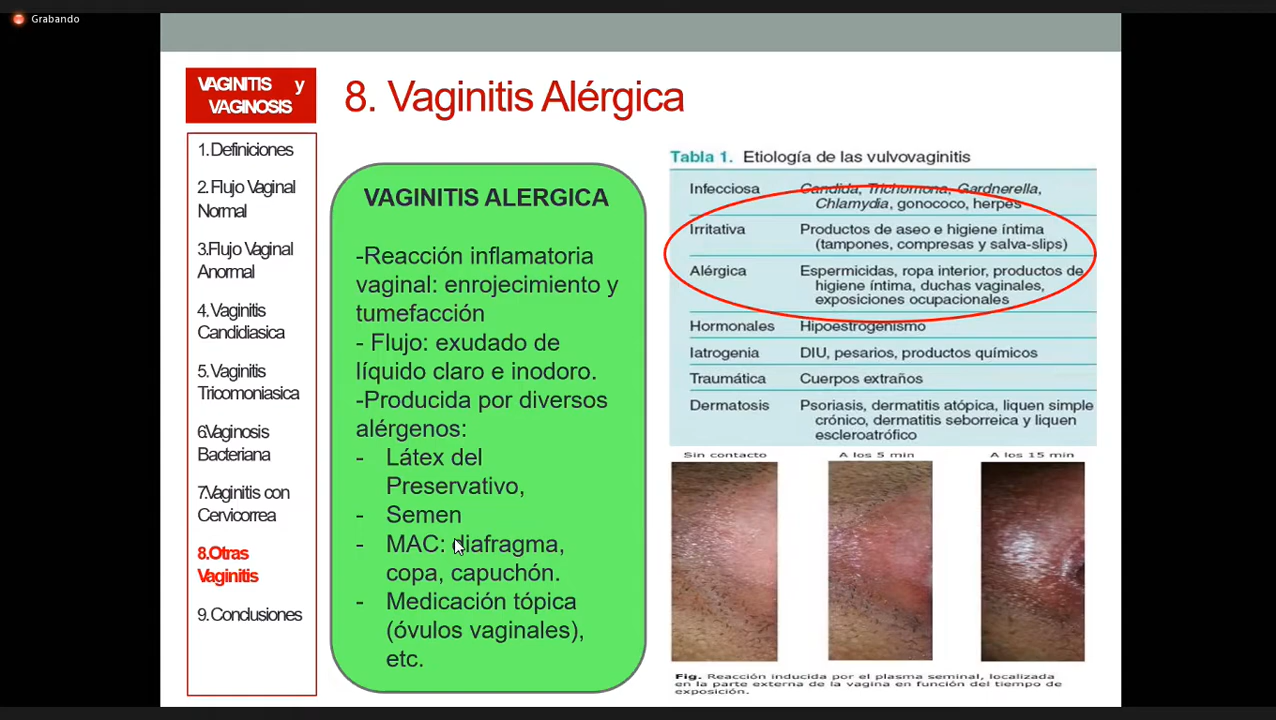 Grabando
VAGINITIS y
VAGINOSIS
1.Definiciones
2. Flujo Vaginal
Normal
3.Flujo Vaginal
Anormal
4. Vaginitis
Candidiasica
5. Vaginitis
Tricomoniasica
6.Vaginosis
Bacteriana
7.Vaginitis con
Cervicorrea
8.Otras
Vaginitis
9.Conclusiones
8. Vaginitis Alérgica
VAGINITIS ALERGICA
-Reacción inflamatoria
vaginal: enrojecimiento y
tumefacción
- Flujo: exudado de
líquido claro e inodoro.
-Producida por diversos
alérgenos:
- Látex del
Preservativo,
- Semen
- MAC: diafragma,
copa, capuchón.
- Medicación tópica
(óvulos vaginales),
etc.
Tabla 1. Etiología de las vulvovaginitis
Infecciosa Candida, Trichomona, Gardnerella,
Chlamydia, gonococo, herpes
Irritativa Productos de aseo e higiene íntima
(tampones, compresas y salva-slips)
Alérgica Espermicidas, ropa interior, productos de
higiene íntima, duchas vaginales,
exposiciones ocupacionales
Hormonales Hipoestrogenismo
Iatrogenia DIU, pesarios, productos químicos
Traumática Cuerpos extraños
Dermatosis Psoriasis, dermatitis atópica, liquen simple
crónico, dermatitis seborreica y liquen
escleroatrófico
Sin contacto A los 5 min A los 15 min
Fig. Reacción inducida por el plasma seminal, localizada
en la parte externa de la vagina en función del tiempo de
exposición.